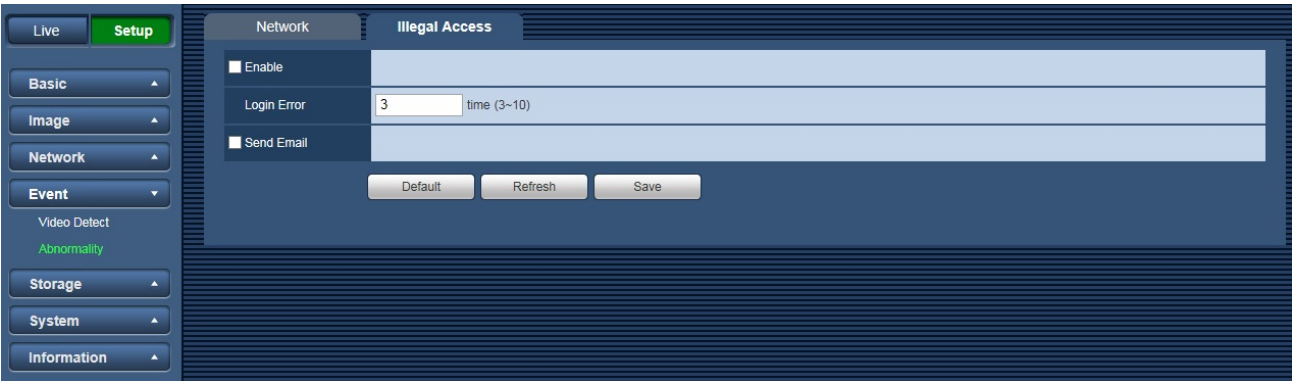 Live Setup
Basic
Image
Network
Event
Video Detect
Abnormality
Storage
System
Information
Network Illegal Access
Enable
Login Error 3 time (3~10)
Send Email
Default Refresh Save